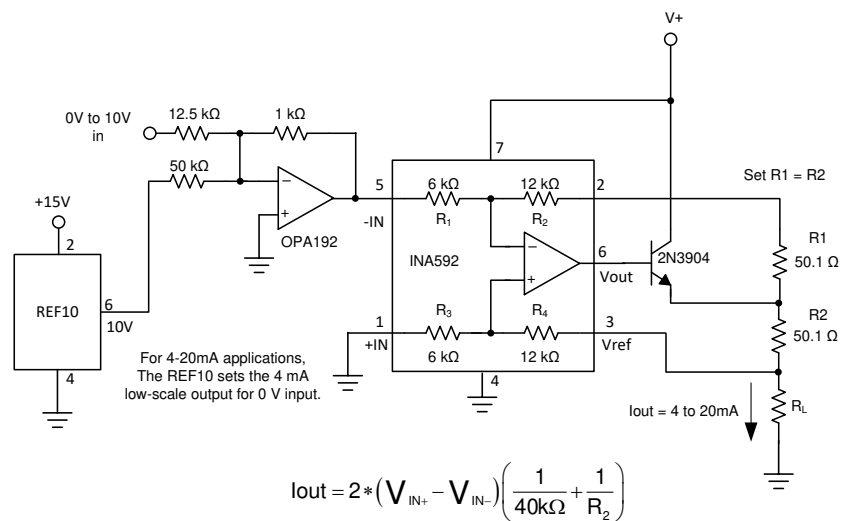 V+
0V to 10V
in
12.5 kΩ
1 kΩ
50 kΩ
+15V
2
REF10
6
10V
4
−
+
OPA192
5
-IN
7
6 kΩ
R₁
12 kΩ
R₂
2
Set R1 = R2
INA592
−
+
6
Vout
2N3904
R1
50.1 Ω
R2
50.1 Ω
1
+IN
R₃
6 kΩ
R₄
12 kΩ
3
Vref
4
For 4-20mA applications,
The REF10 sets the 4 mA
low-scale output for 0 V input.
Iout = 4 to 20mA
R_L
Iout = 2*(V_IN+ − V_IN−)(1/40kΩ + 1/R₂)